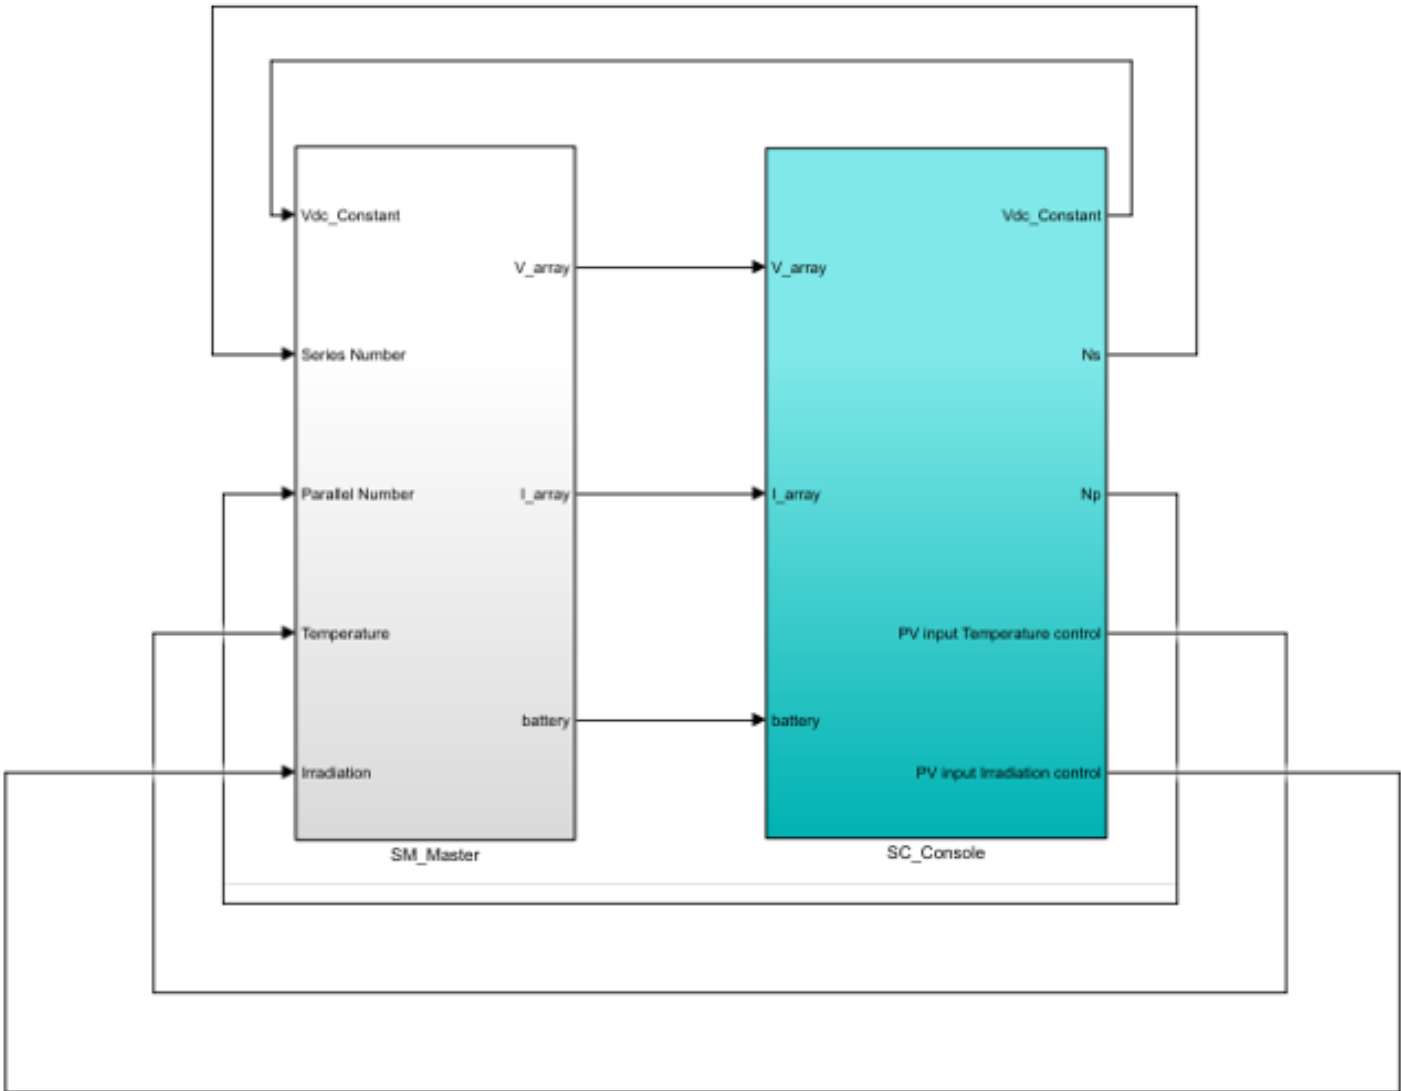 Vdc_Constant
V_array
Series Number
Parallel Number
I_array
Temperature
battery
Irradiation
SM_Master
Vdc_Constant
V_array
Ns
I_array
Np
PV input Temperature control
battery
PV input Irradiation control
SC_Console